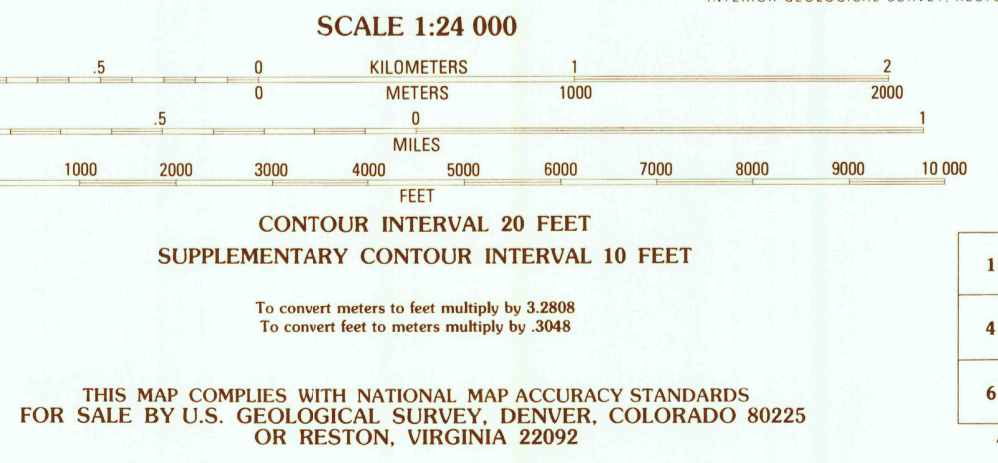 INTERIOR GEOLOGICAL SURVEY,
SCALE 1:24 000
.5 0 KILOMETERS 1 2
0 METERS 1000 2000
.5 0 1
MILES
1000 2000 3000 4000 5000 6000 7000 8000 9000 10 000
FEET
CONTOUR INTERVAL 20 FEET
SUPPLEMENTARY CONTOUR INTERVAL 10 FEET
1
To convert meters to feet multiply by 3.2808
To convert feet to meters multiply by .3048
4
THIS MAP COMPLIES WITH NATIONAL MAP ACCURACY STANDARDS
6
FOR SALE BY U.S. GEOLOGICAL SURVEY, DENVER, COLORADO 80225
OR RESTON, VIRGINIA 22092